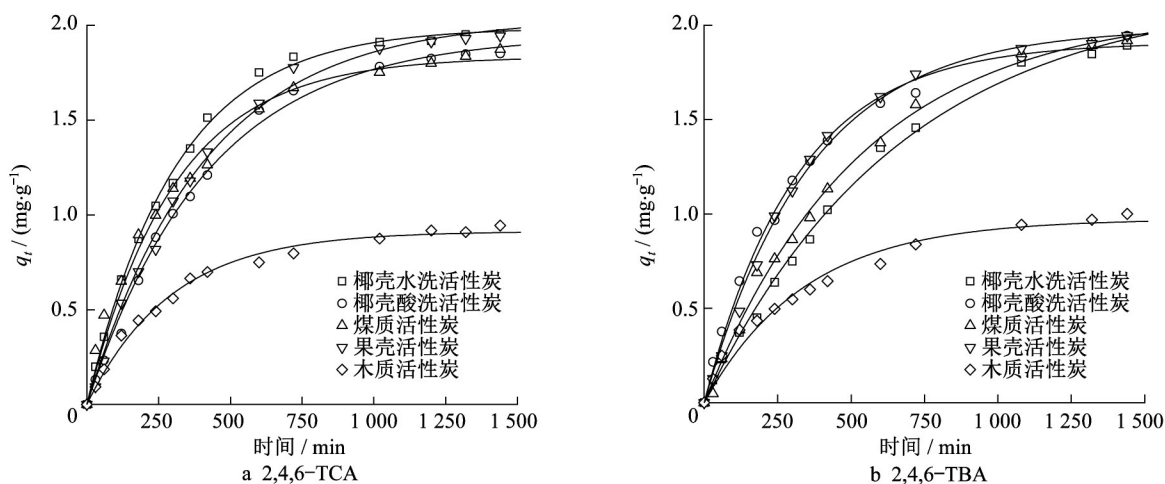 2.0
1.5
1.0
0.5
0
qt / (mg·g−1)
250
500
750
1 000
1 250
1 500
时间 / min
椰壳水洗活性炭
椰壳酸洗活性炭
煤质活性炭
果壳活性炭
木质活性炭
a 2,4,6−TCA
2.0
1.5
1.0
0.5
0
qt / (mg·g−1)
250
500
750
1 000
1 250
1 500
时间 / min
椰壳水洗活性炭
椰壳酸洗活性炭
煤质活性炭
果壳活性炭
木质活性炭
b 2,4,6−TBA